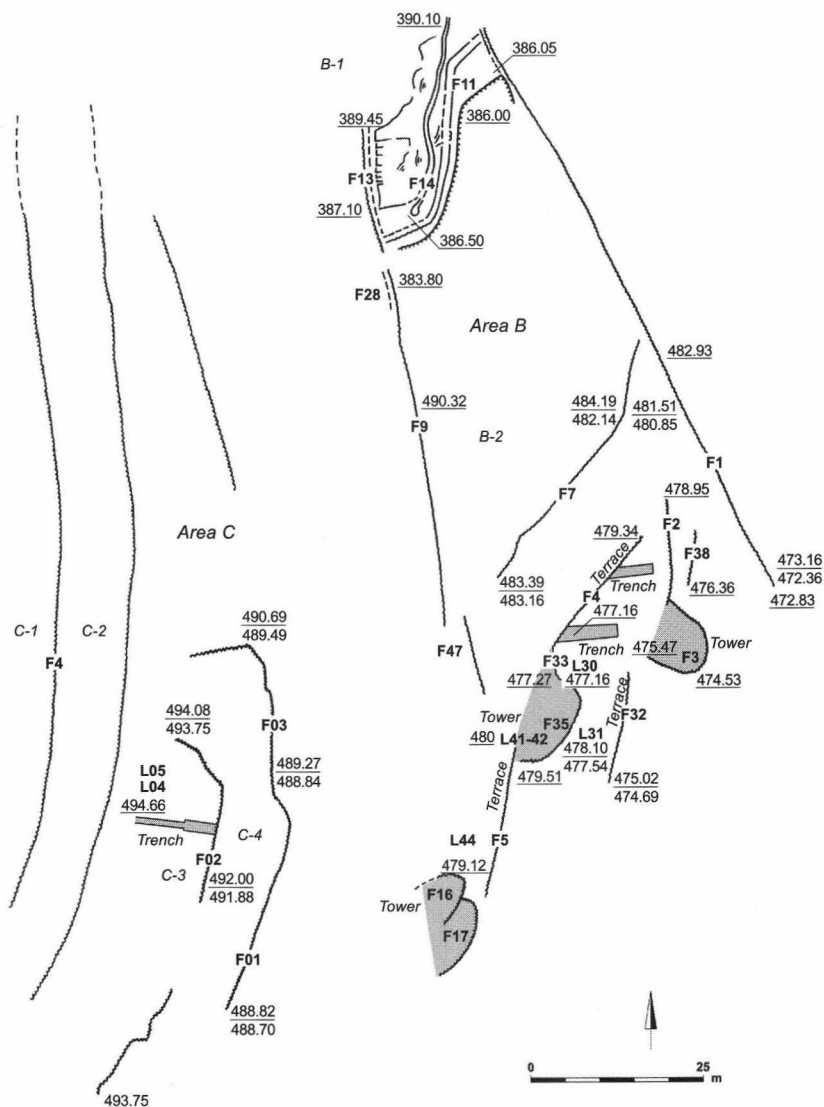 390.10
B-1
386.05
F11
389.45
386.00
F13
F14
387.10
386.50
383.80
F28
Area B
482.93
490.32
484.19
482.14
481.51
480.85
F9
B-2
F1
F7
478.95
Area C
F2
479.34
Terrace
F38
473.16
472.36
Trench
476.36
483.39
483.16
F4
472.83
477.16
490.69
489.49
C-1
C-2
Trench
475.47
Tower
F3
F4
F47
F33
L30
477.27
477.16
474.53
494.08
493.75
F03
Tower
F35
Terrace
F32
480
L41-42
L31
478.10
477.54
L05
L04
489.27
488.84
494.66
479.51
475.02
474.69
Terrace
Trench
C-4
F02
C-3
L44
F5
492.00
491.88
479.12
F16
Tower
F17
F01
488.82
488.70
493.75
0
25
m